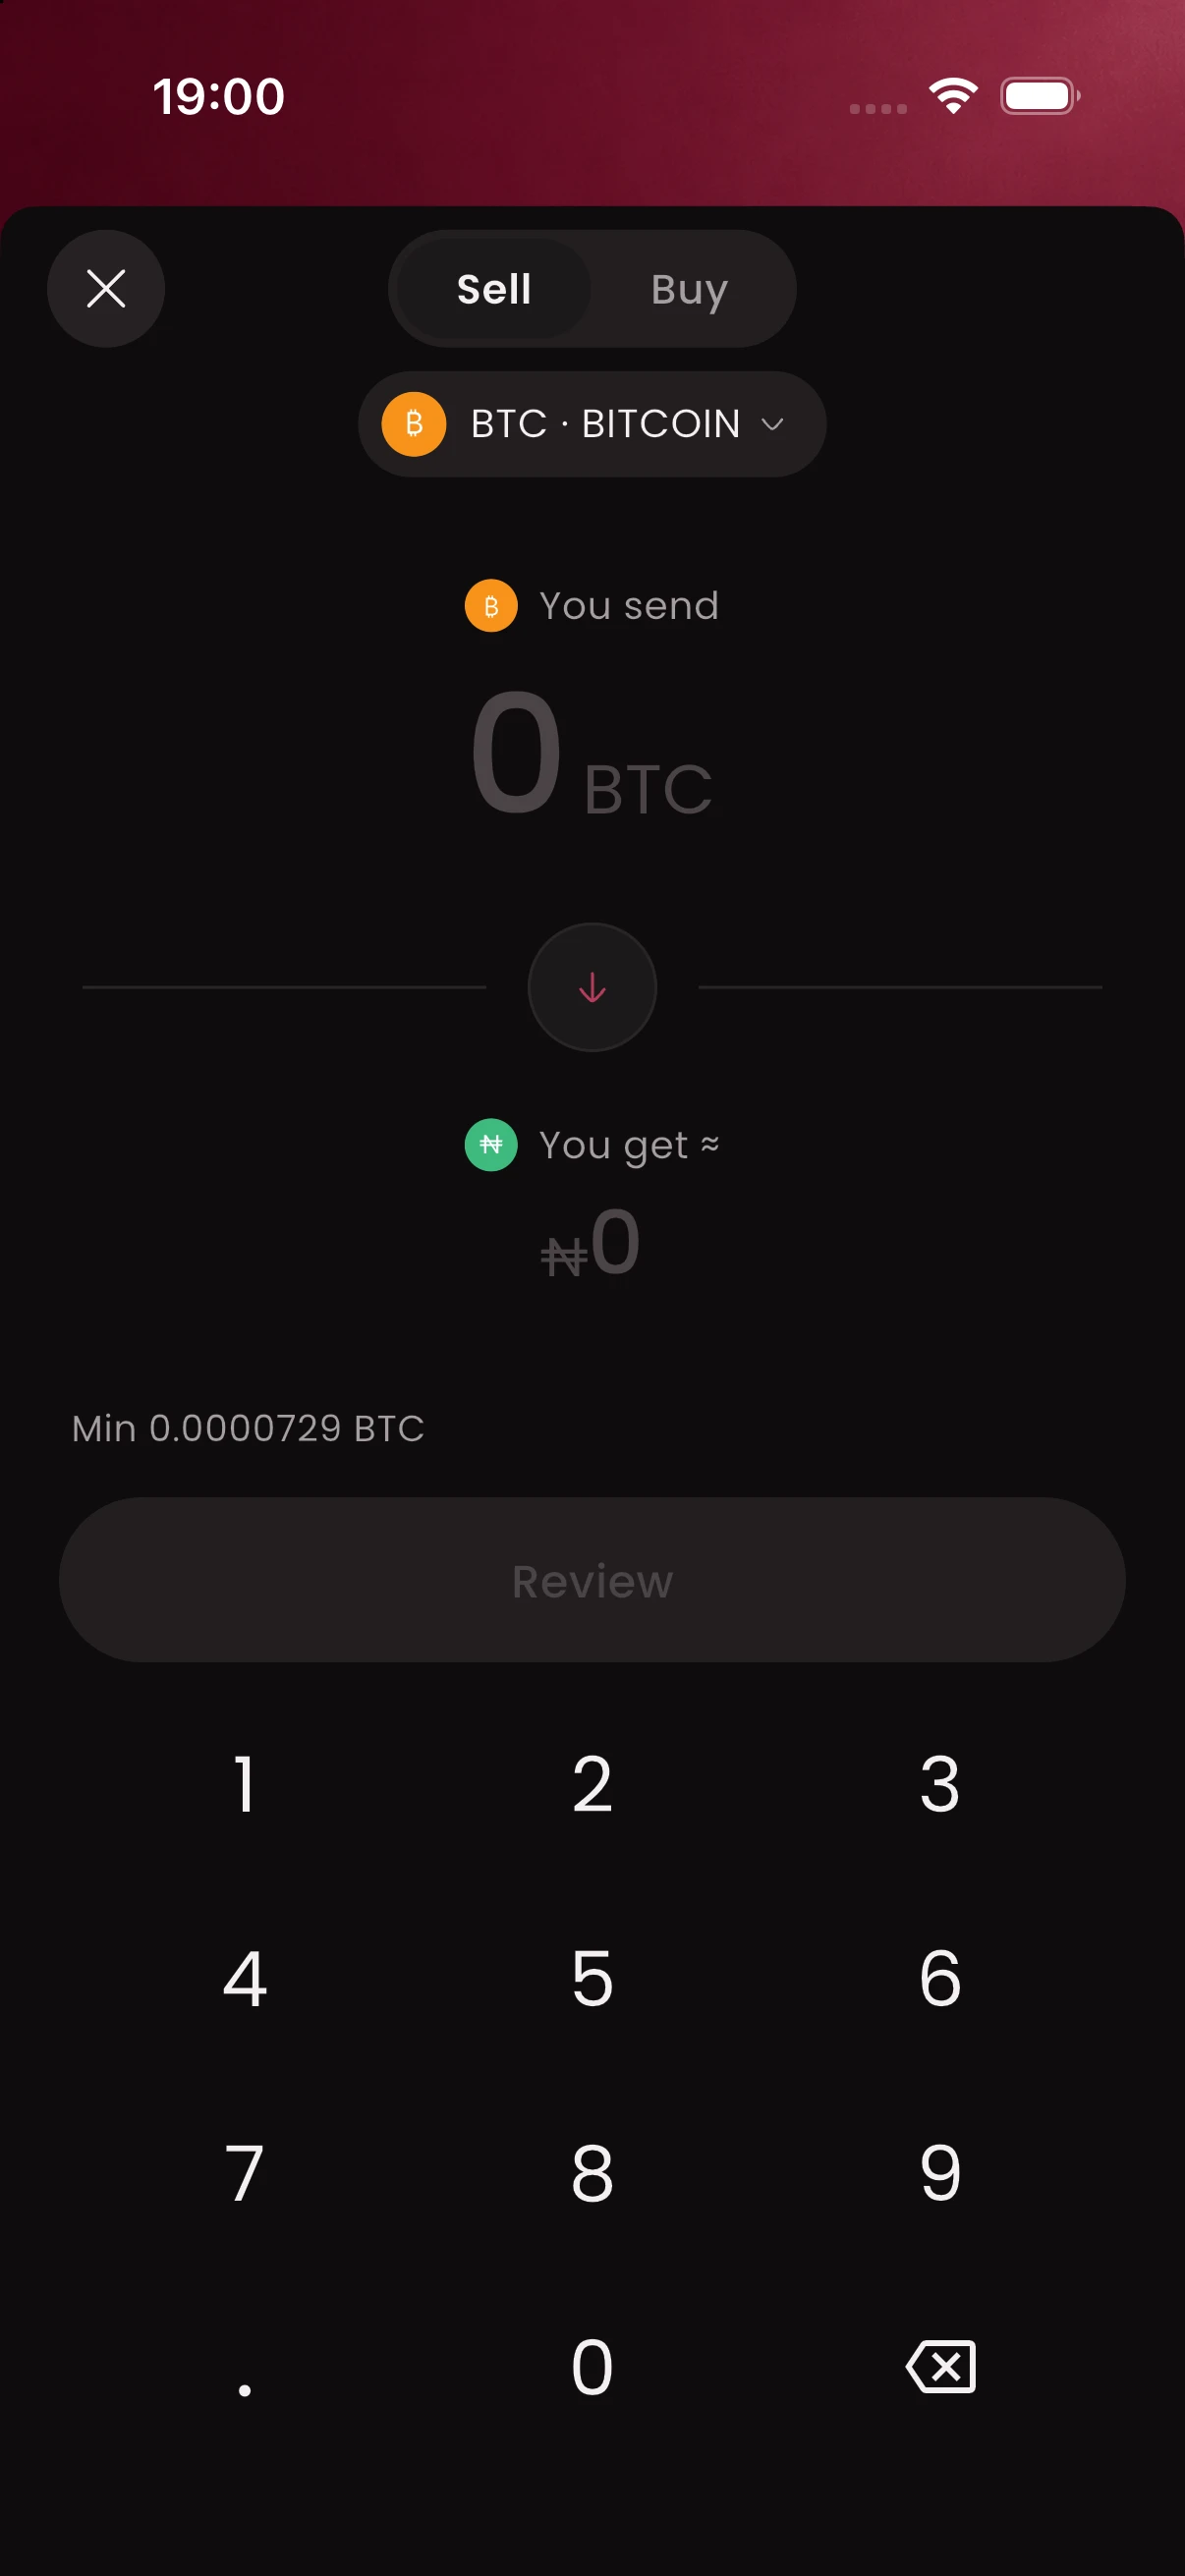 19:00
Sell Buy
BTC · BITCOIN
You send
0 BTC
You get ≈
₦0
Min 0.0000729 BTC
Review
1 2 3
4 5 6
7 8 9
. 0